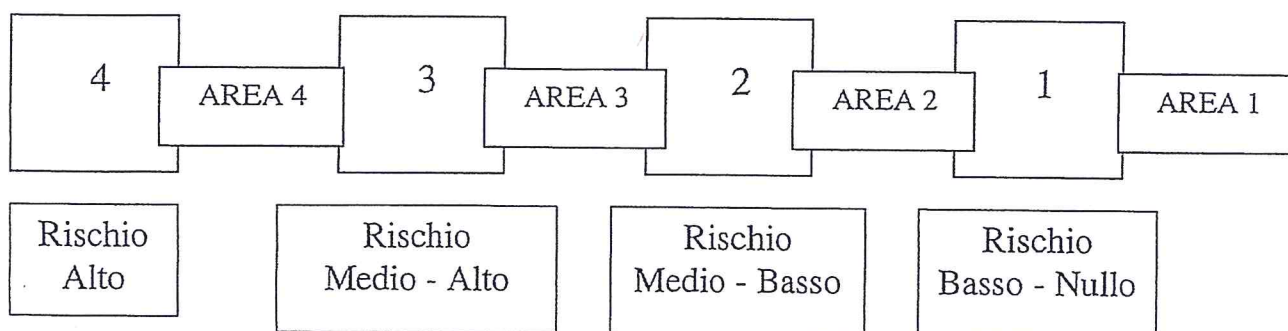 4 AREA 4 3 AREA 3 2 AREA 2 1 AREA 1
Rischio
Alto
Rischio
Medio - Alto
Rischio
Medio - Basso
Rischio
Basso - Nullo